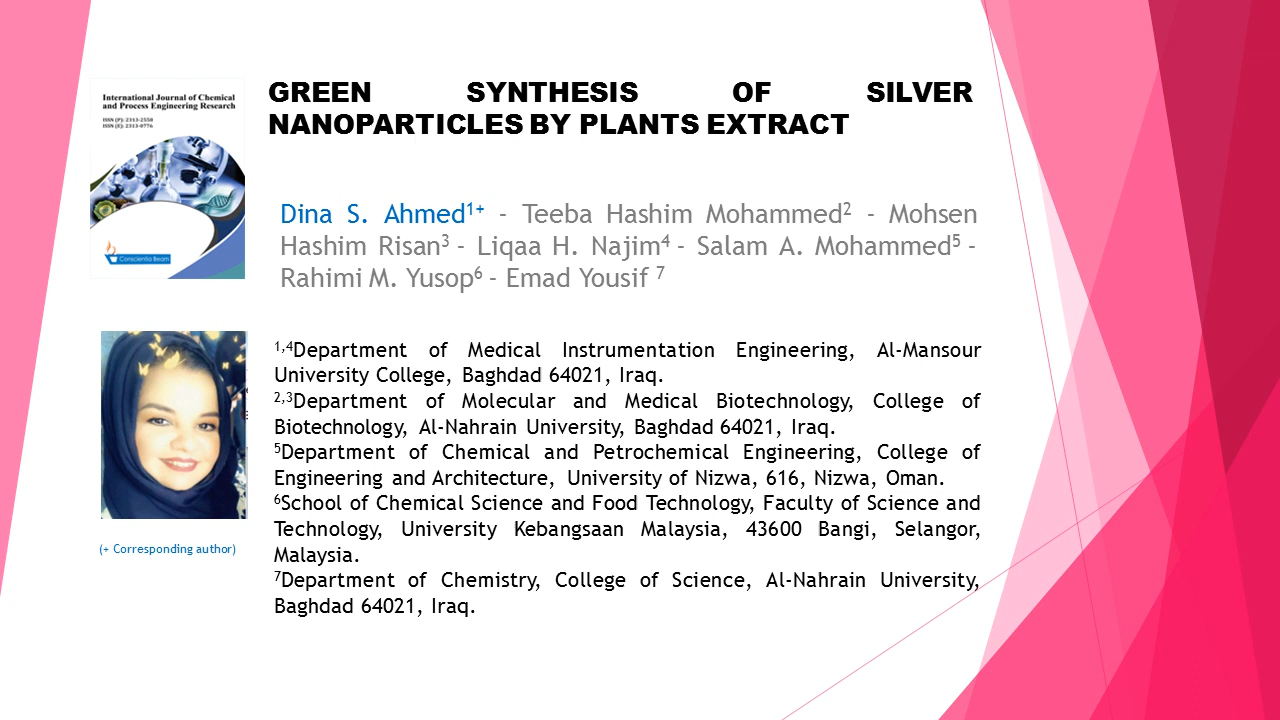 International Journal of Chemical
and Process Engineering Research
ISSN (P): 2313-2558
ISSN (E): 2313-0776
Conscientia Beam
GREEN SYNTHESIS OF SILVER
NANOPARTICLES BY PLANTS EXTRACT
Dina S. Ahmed1+ - Teeba Hashim Mohammed2 - Mohsen
Hashim Risan3 - Liqaa H. Najim4 - Salam A. Mohammed5 -
Rahimi M. Yusop6 - Emad Yousif 7
(+ Corresponding author)
1,4Department of Medical Instrumentation Engineering, Al-Mansour
University College, Baghdad 64021, Iraq.
2,3Department of Molecular and Medical Biotechnology, College of
Biotechnology, Al-Nahrain University, Baghdad 64021, Iraq.
5Department of Chemical and Petrochemical Engineering, College of
Engineering and Architecture, University of Nizwa, 616, Nizwa, Oman.
6School of Chemical Science and Food Technology, Faculty of Science and
Technology, University Kebangsaan Malaysia, 43600 Bangi, Selangor,
Malaysia.
7Department of Chemistry, College of Science, Al-Nahrain University,
Baghdad 64021, Iraq.